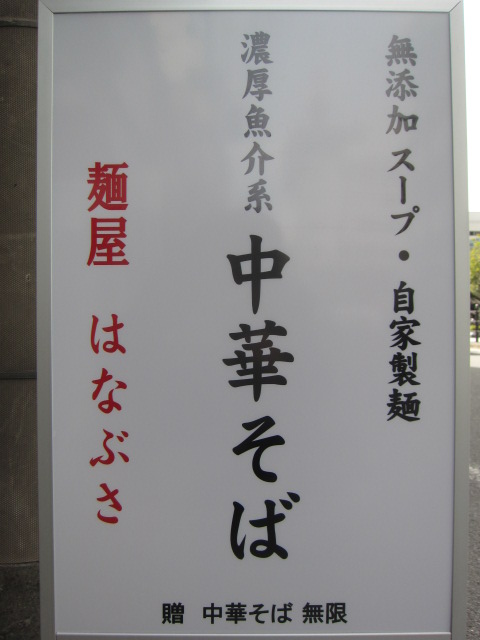 無添加スープ・自家製麺
濃厚魚介系 中華そば
麺屋 はなぶさ
贈 中華そば 無限